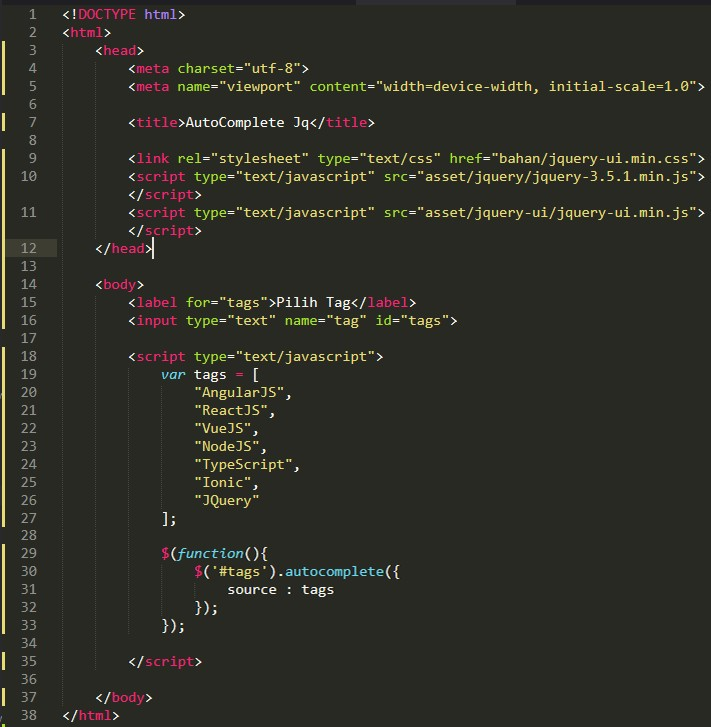 1 <!DOCTYPE html>
2 <html>
3     <head>
4         <meta charset="utf-8">
5         <meta name="viewport" content="width=device-width, initial-scale=1.0">
6
7         <title>AutoComplete Jq</title>
8
9         <link rel="stylesheet" type="text/css" href="bahan/jquery-ui.min.css">
10         <script type="text/javascript" src="asset/jquery/jquery-3.5.1.min.js">
        </script>
11         <script type="text/javascript" src="asset/jquery-ui/jquery-ui.min.js">
        </script>
12     </head>
13
14     <body>
15         <label for="tags">Pilih Tag</label>
16         <input type="text" name="tag" id="tags">
17
18         <script type="text/javascript">
19             var tags = [
20                 "AngularJS",
21                 "ReactJS",
22                 "VueJS",
23                 "NodeJS",
24                 "TypeScript",
25                 "Ionic",
26                 "JQuery"
27             ];
28
29             $(function(){
30                 $('#tags').autocomplete({
31                     source : tags
32                 });
33             });
34
35         </script>
36
37     </body>
38 </html>